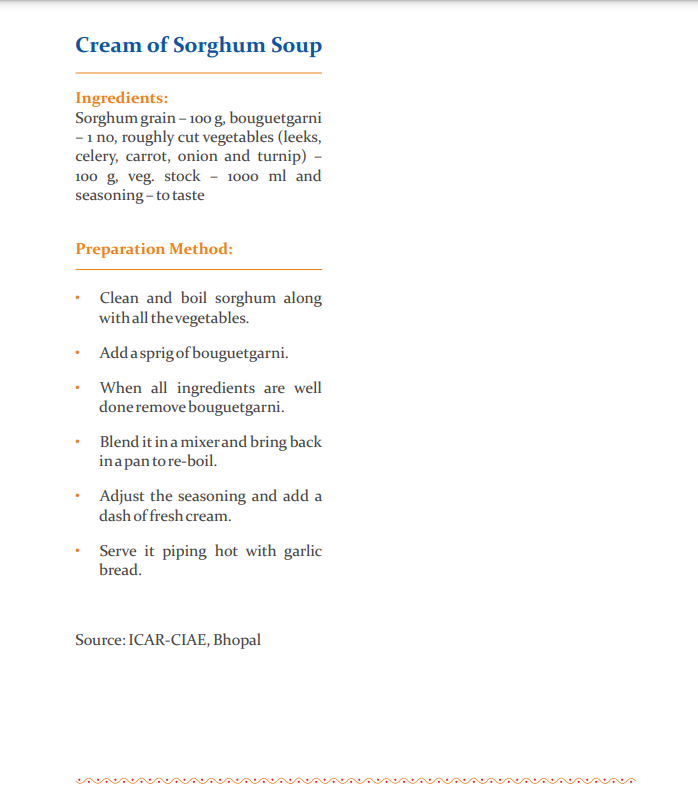 Cream of Sorghum Soup
Ingredients:
Sorghum grain – 100 g, bouguetgarni
– 1 no, roughly cut vegetables (leeks,
celery, carrot, onion and turnip) –
100 g, veg. stock – 1000 ml and
seasoning – to taste
Preparation Method:
• Clean and boil sorghum along
with all the vegetables.
• Add a sprig of bouguetgarni.
• When all ingredients are well
done remove bouguetgarni.
• Blend it in a mixer and bring back
in a pan to re-boil.
• Adjust the seasoning and add a
dash of fresh cream.
• Serve it piping hot with garlic
bread.
Source: ICAR-CIAE, Bhopal